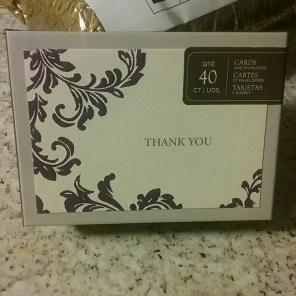 QTÉ
40
CT / UDS.
CARDS
AND ENVELOPES
CARTES
ET ENVELOPPES
TARJETAS
Y SOBRES
THANK YOU